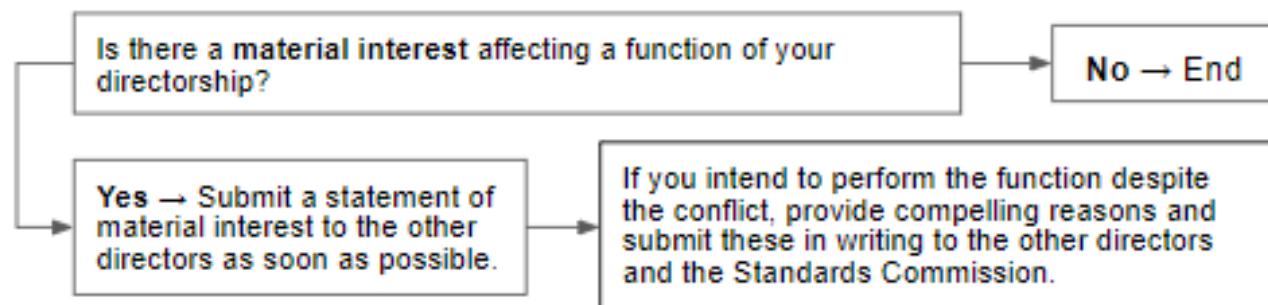 Is there a material interest affecting a function of your
directorship?
No → End
Yes → Submit a statement of
material interest to the other
directors as soon as possible.
If you intend to perform the function despite
the conflict, provide compelling reasons and
submit these in writing to the other directors
and the Standards Commission.